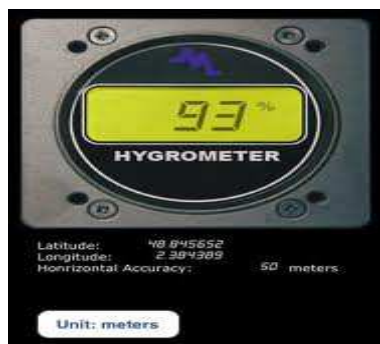 93 %
HYGROMETER
Latitude: 48.845652
Longitude: 2.384389
Honrizontal Accuracy: 50 meters
Unit: meters